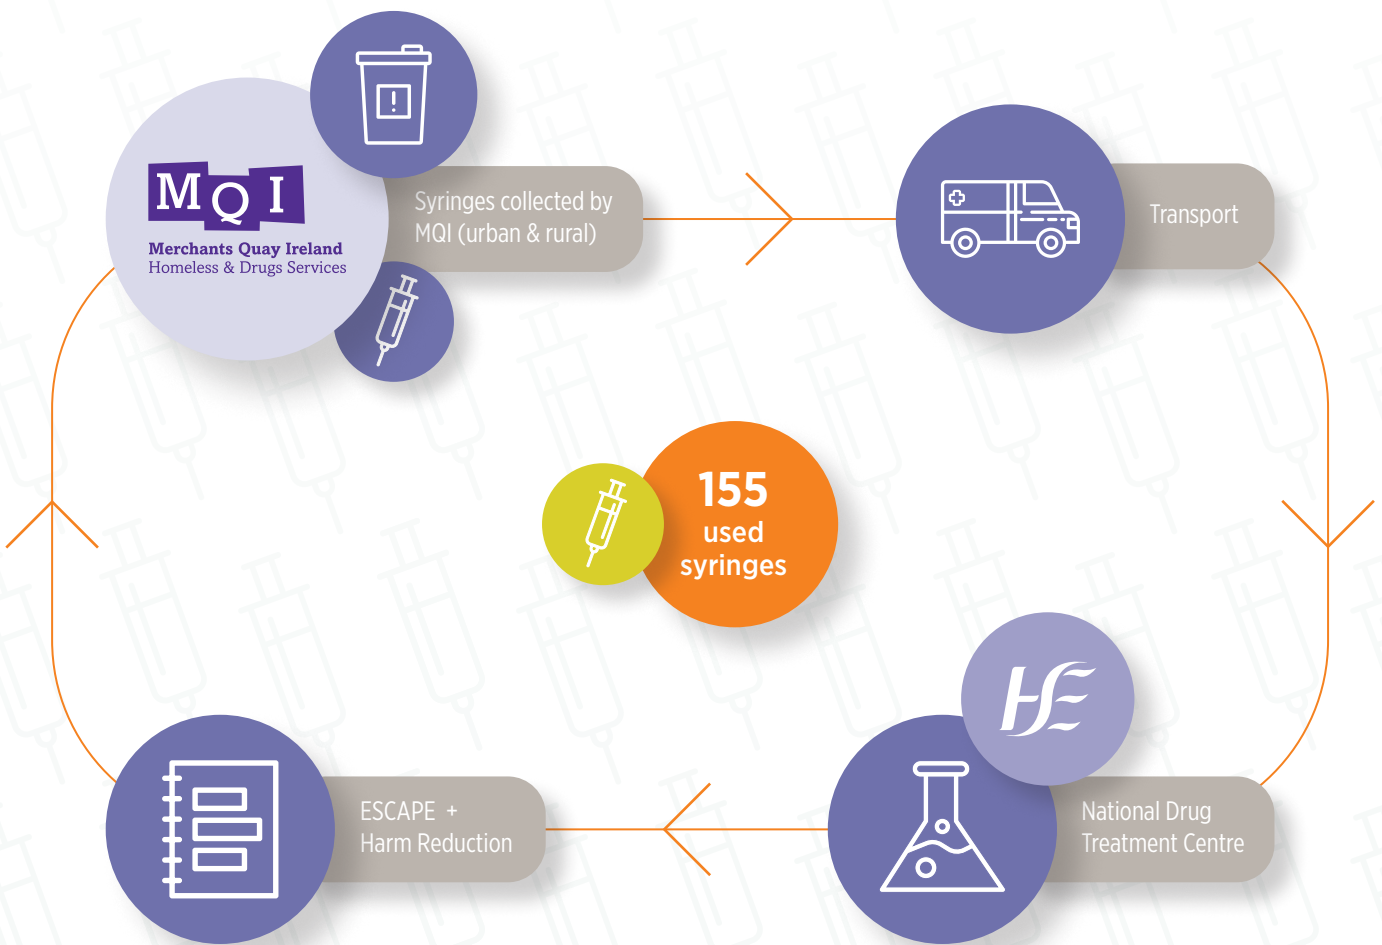 MQI
Merchants Quay Ireland
Homeless & Drugs Services
!
Syringes collected by
MQI (urban & rural)
Transport
155
used
syringes
HE
National Drug
Treatment Centre
ESCAPE +
Harm Reduction